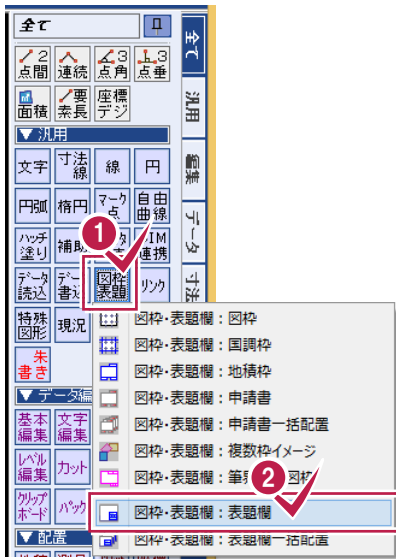 全て
全て
2 点間
連続
3 点角
3 点垂
面積
要素長
座標デジ
汎用
編集
データ
寸法
▼ 汎用
文字
寸法線
線
円
円弧
楕円
マーク点
自由曲線
ハッチ塗り
補助
IM連携
データ読込
データ書込
図枠表題
リンク
特殊図形
現況
朱書き
1
図枠・表題欄：図枠
図枠・表題欄：国調枠
図枠・表題欄：地積枠
図枠・表題欄：申請書
図枠・表題欄：申請書一括配置
図枠・表題欄：複数枠イメージ
図枠・表題欄：筆
図枠
2
図枠・表題欄：表題欄
図枠・表題欄：表題欄一括配置
▼ データ編
基本編集
文字編集
レベル編集
カット
クリップボード
パック
▼ 配置